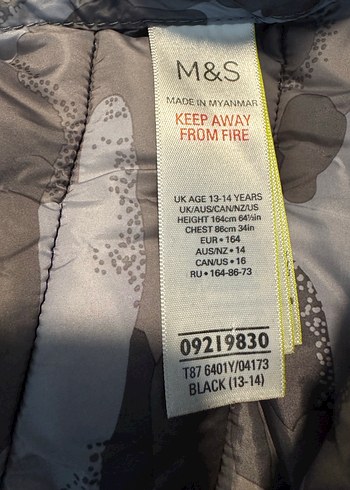 M&S
MADE IN MYANMAR
KEEP AWAY
FROM FIRE
UK AGE 13-14 YEARS
UK/AUS/CAN/NZ/US
HEIGHT 164cm 64½in
CHEST 86cm 34in
EUR • 164
AUS/NZ • 14
CAN/US • 16
RU • 164-86-73
09219830
T87 6401Y/04173
BLACK (13-14)